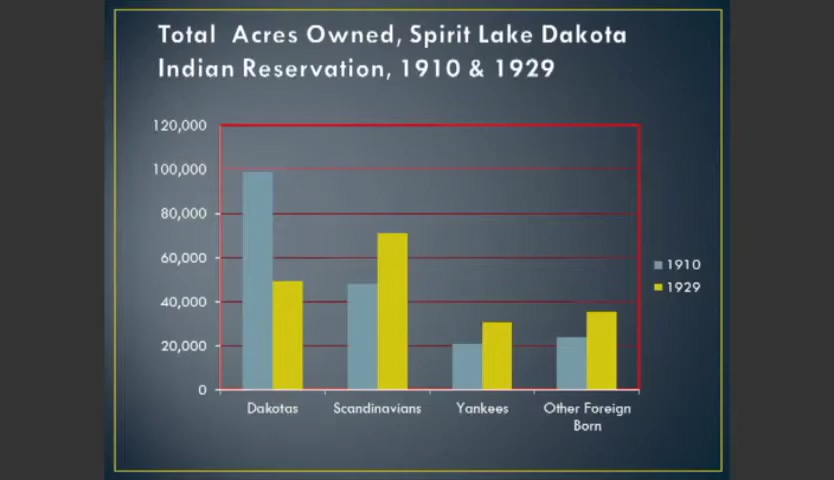 Total Acres Owned, Spirit Lake Dakota
Indian Reservation, 1910 & 1929
120,000
100,000
80,000
60,000
40,000
20,000
0
Dakotas
Scandinavians
Yankees
Other Foreign
Born
1910
1929